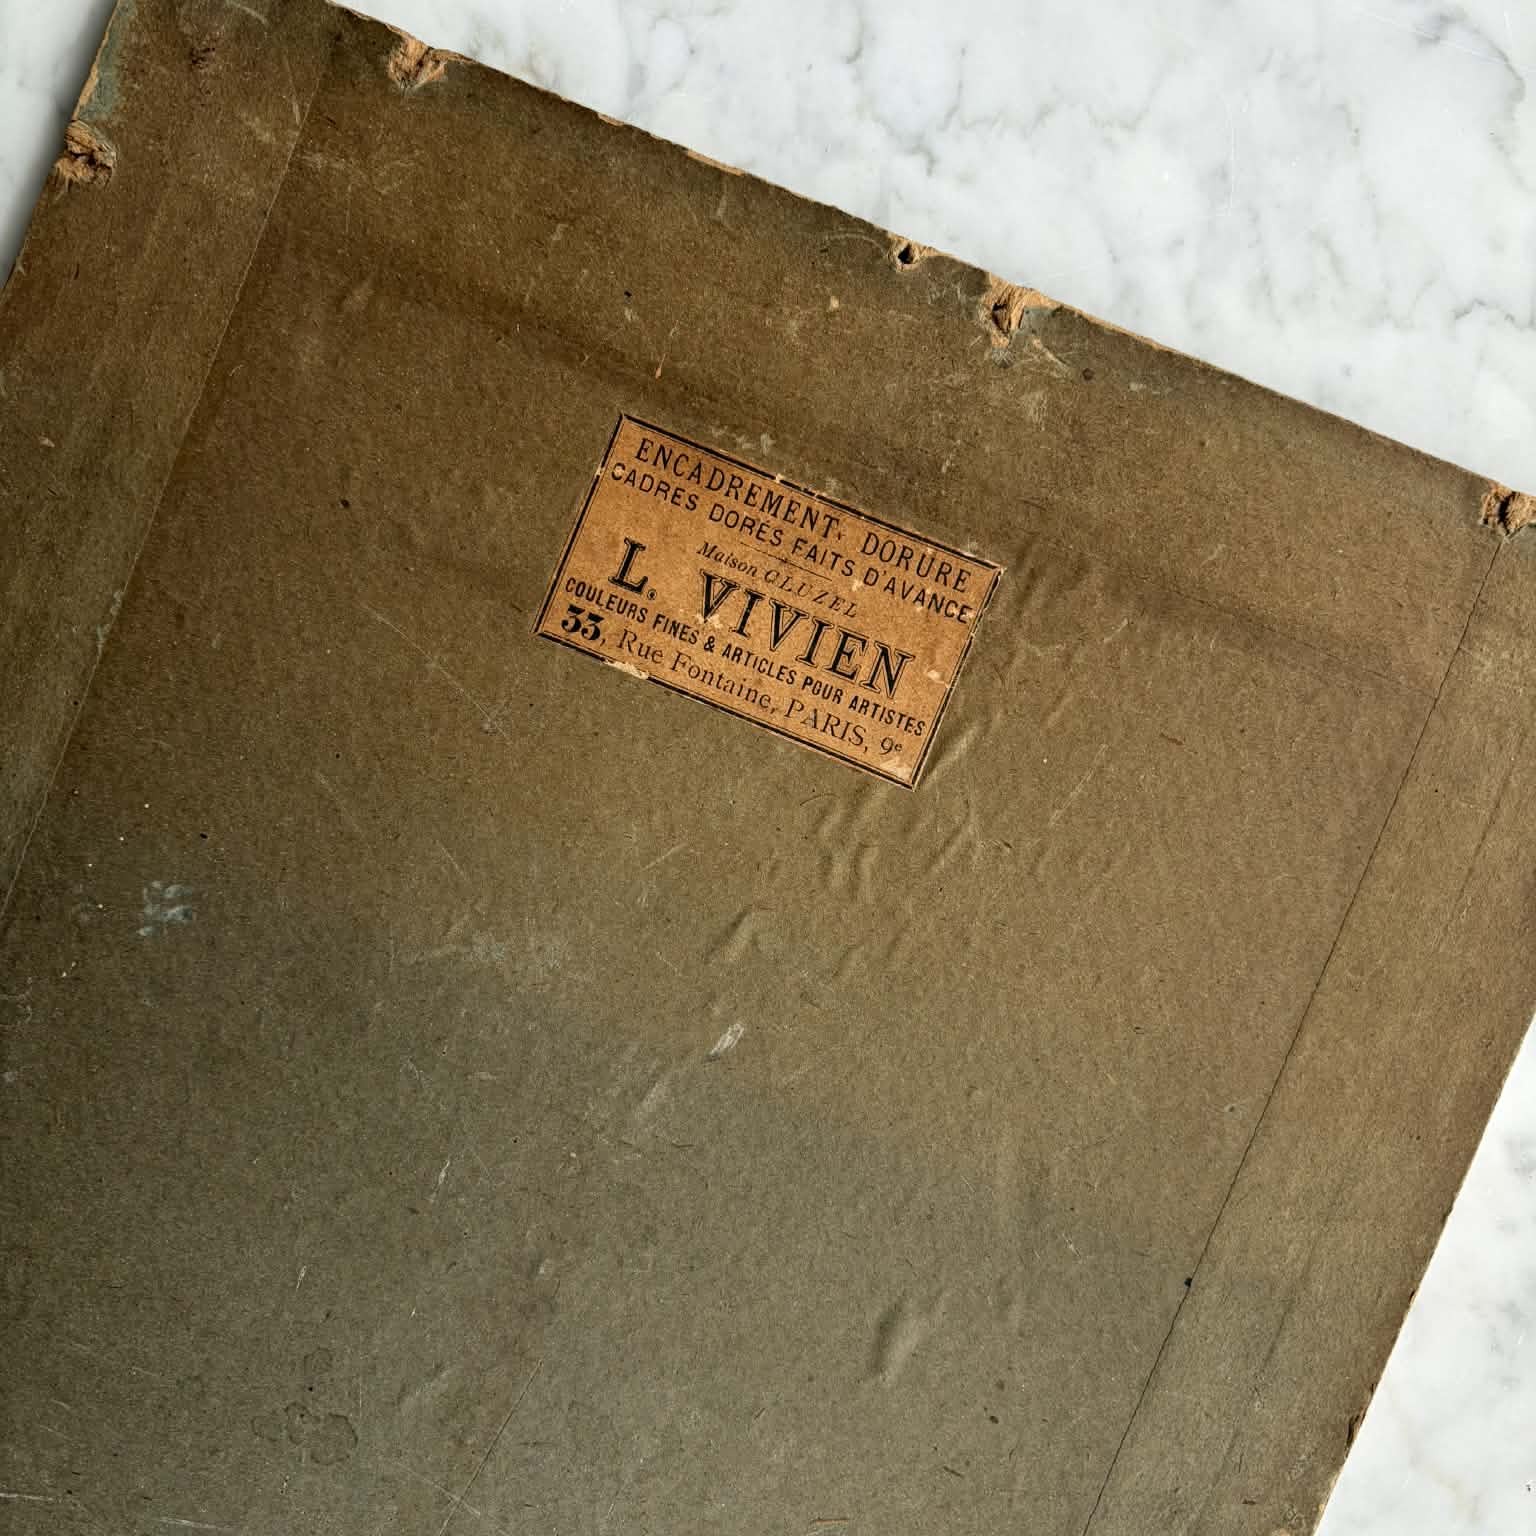 ENCADREMENT, DORURE
CADRES DORÉS FAITS D'AVANCE
Maison CLUZEL
L. VIVIEN
COULEURS FINES & ARTICLES POUR ARTISTES
33, Rue Fontaine, PARIS, 9e